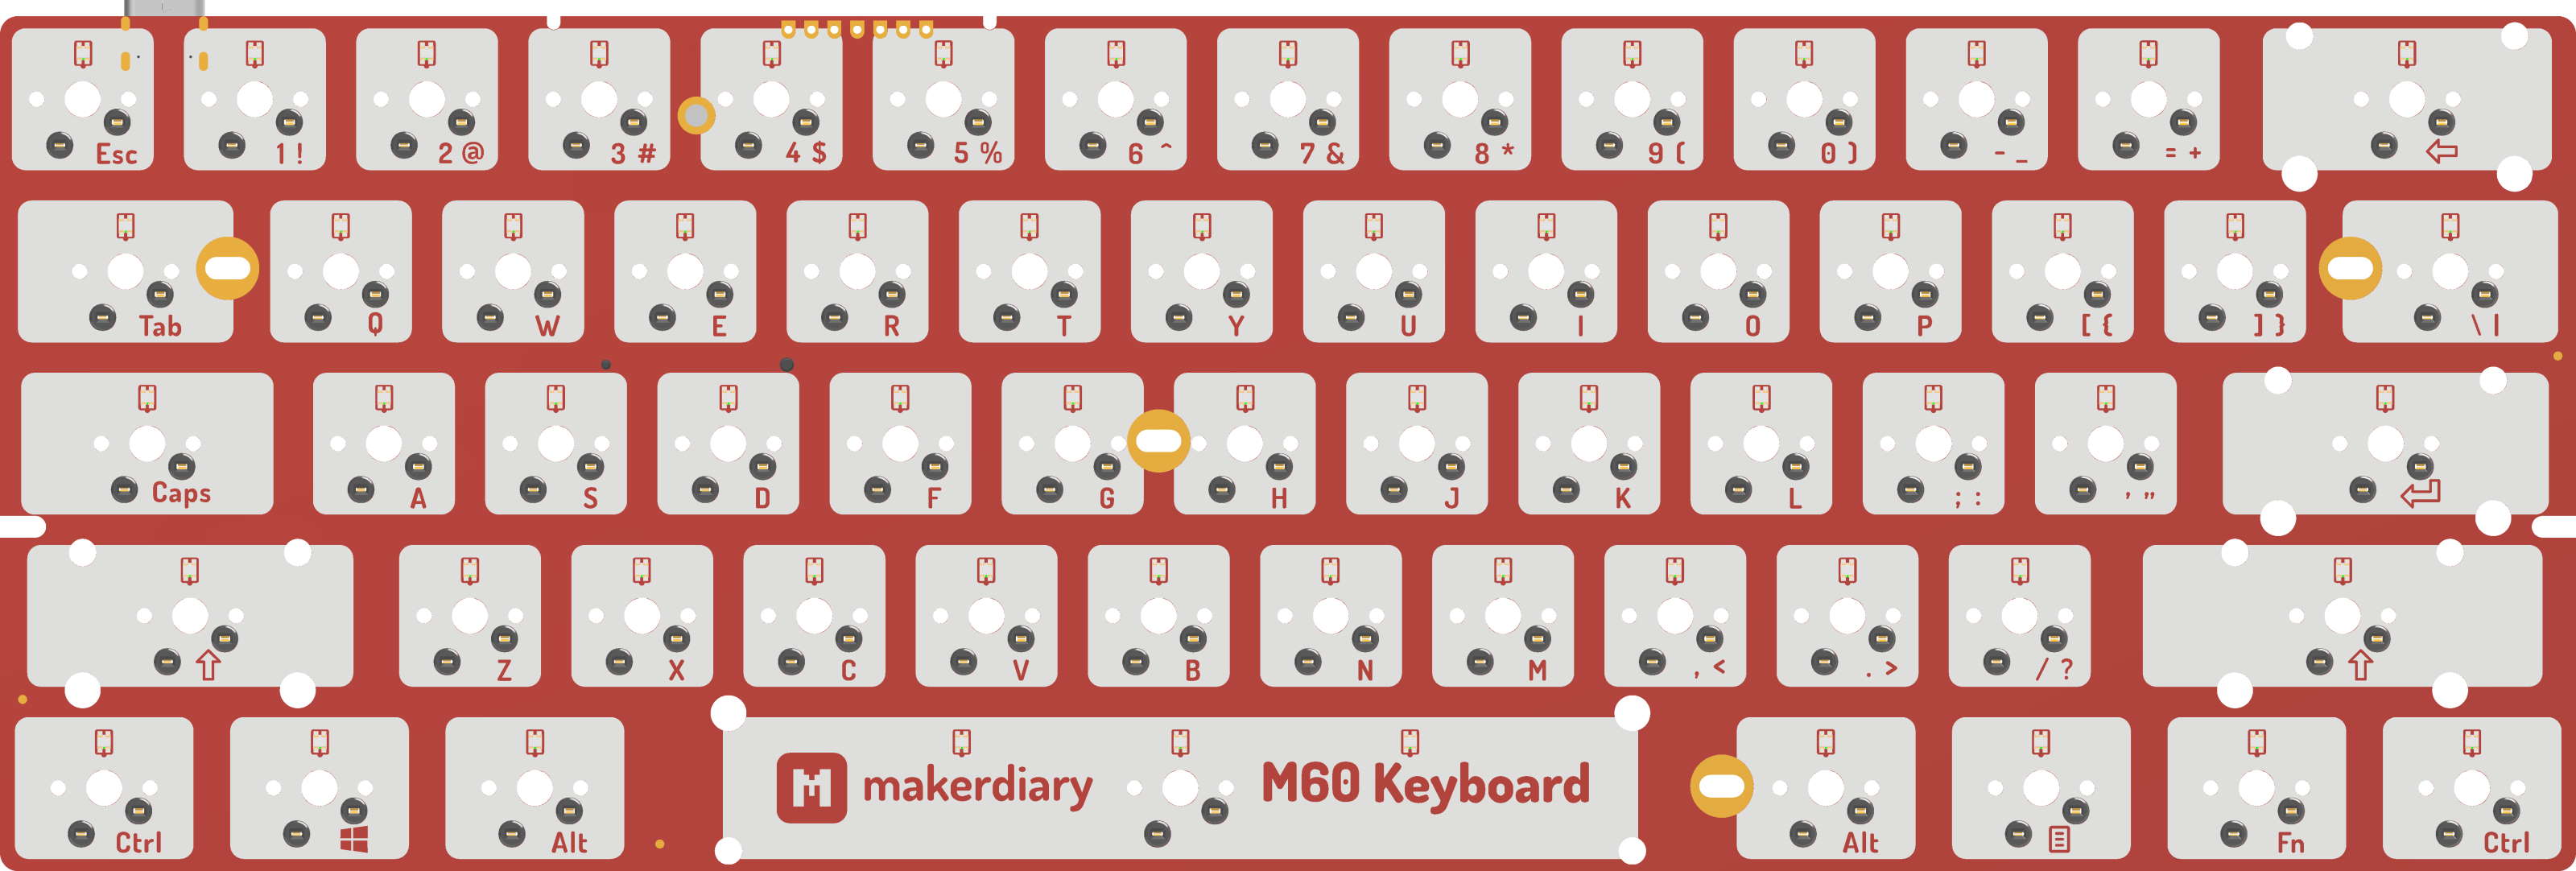 Esc 1 ! 2 @ 3 # 4 $ 5 % 6 ^ 7 & 8 * 9 ( 0 ) - _ = +
Tab Q W E R T Y U I O P [ { ] } \ |
Caps A S D F G H J K L ; : ' "
Z X C V B N M , < . > / ?
makerdiary M60 Keyboard
Ctrl Alt Alt Fn Ctrl